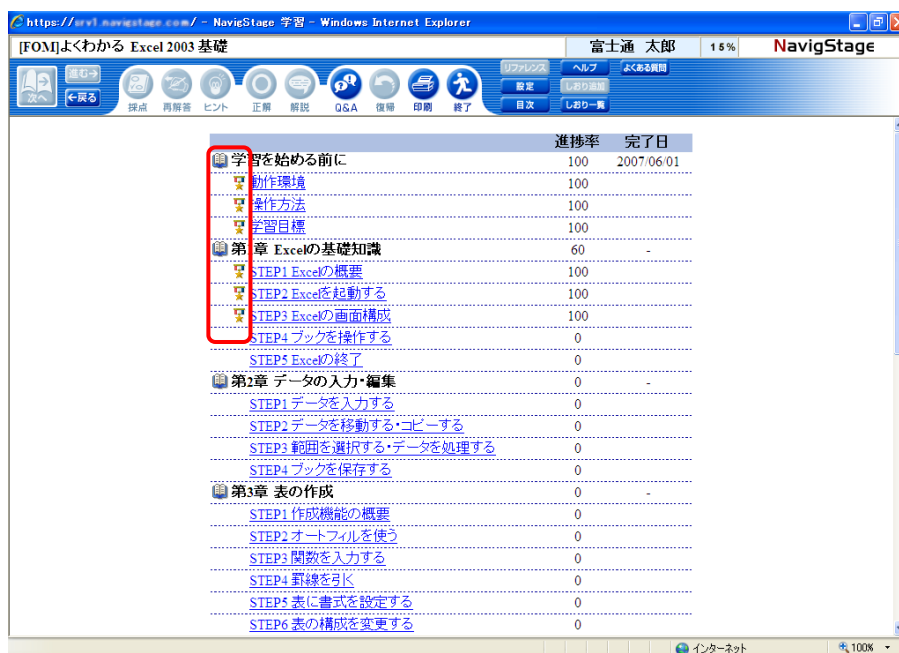 https://srv1.navigstage.com/ - NavigStage 学習 - Windows Internet Explorer
[FOM]よくわかる Excel 2003 基礎 富士通 太郎 15% NavigStage
次へ 進む→ ←戻る 採点 再解答 ヒント 正解 解説 Q&A 復帰 印刷 終了 リファレンス ヘルプ よくある質問
設定 しおり追加
目次 しおり一覧
進捗率 完了日
学習を始める前に 100 2007/06/01
動作環境 100
操作方法 100
学習目標 100
第1章 Excelの基礎知識 60 -
STEP1 Excelの概要 100
STEP2 Excelを起動する 100
STEP3 Excelの画面構成 100
STEP4 ブックを操作する 0
STEP5 Excelの終了 0
第2章 データの入力・編集 0 -
STEP1 データを入力する 0
STEP2 データを移動する・コピーする 0
STEP3 範囲を選択する・データを処理する 0
STEP4 ブックを保存する 0
第3章 表の作成 0 -
STEP1 作成機能の概要 0
STEP2 オートフィルを使う 0
STEP3 関数を入力する 0
STEP4 罫線を引く 0
STEP5 表に書式を設定する 0
STEP6 表の構成を変更する 0
インターネット 100%